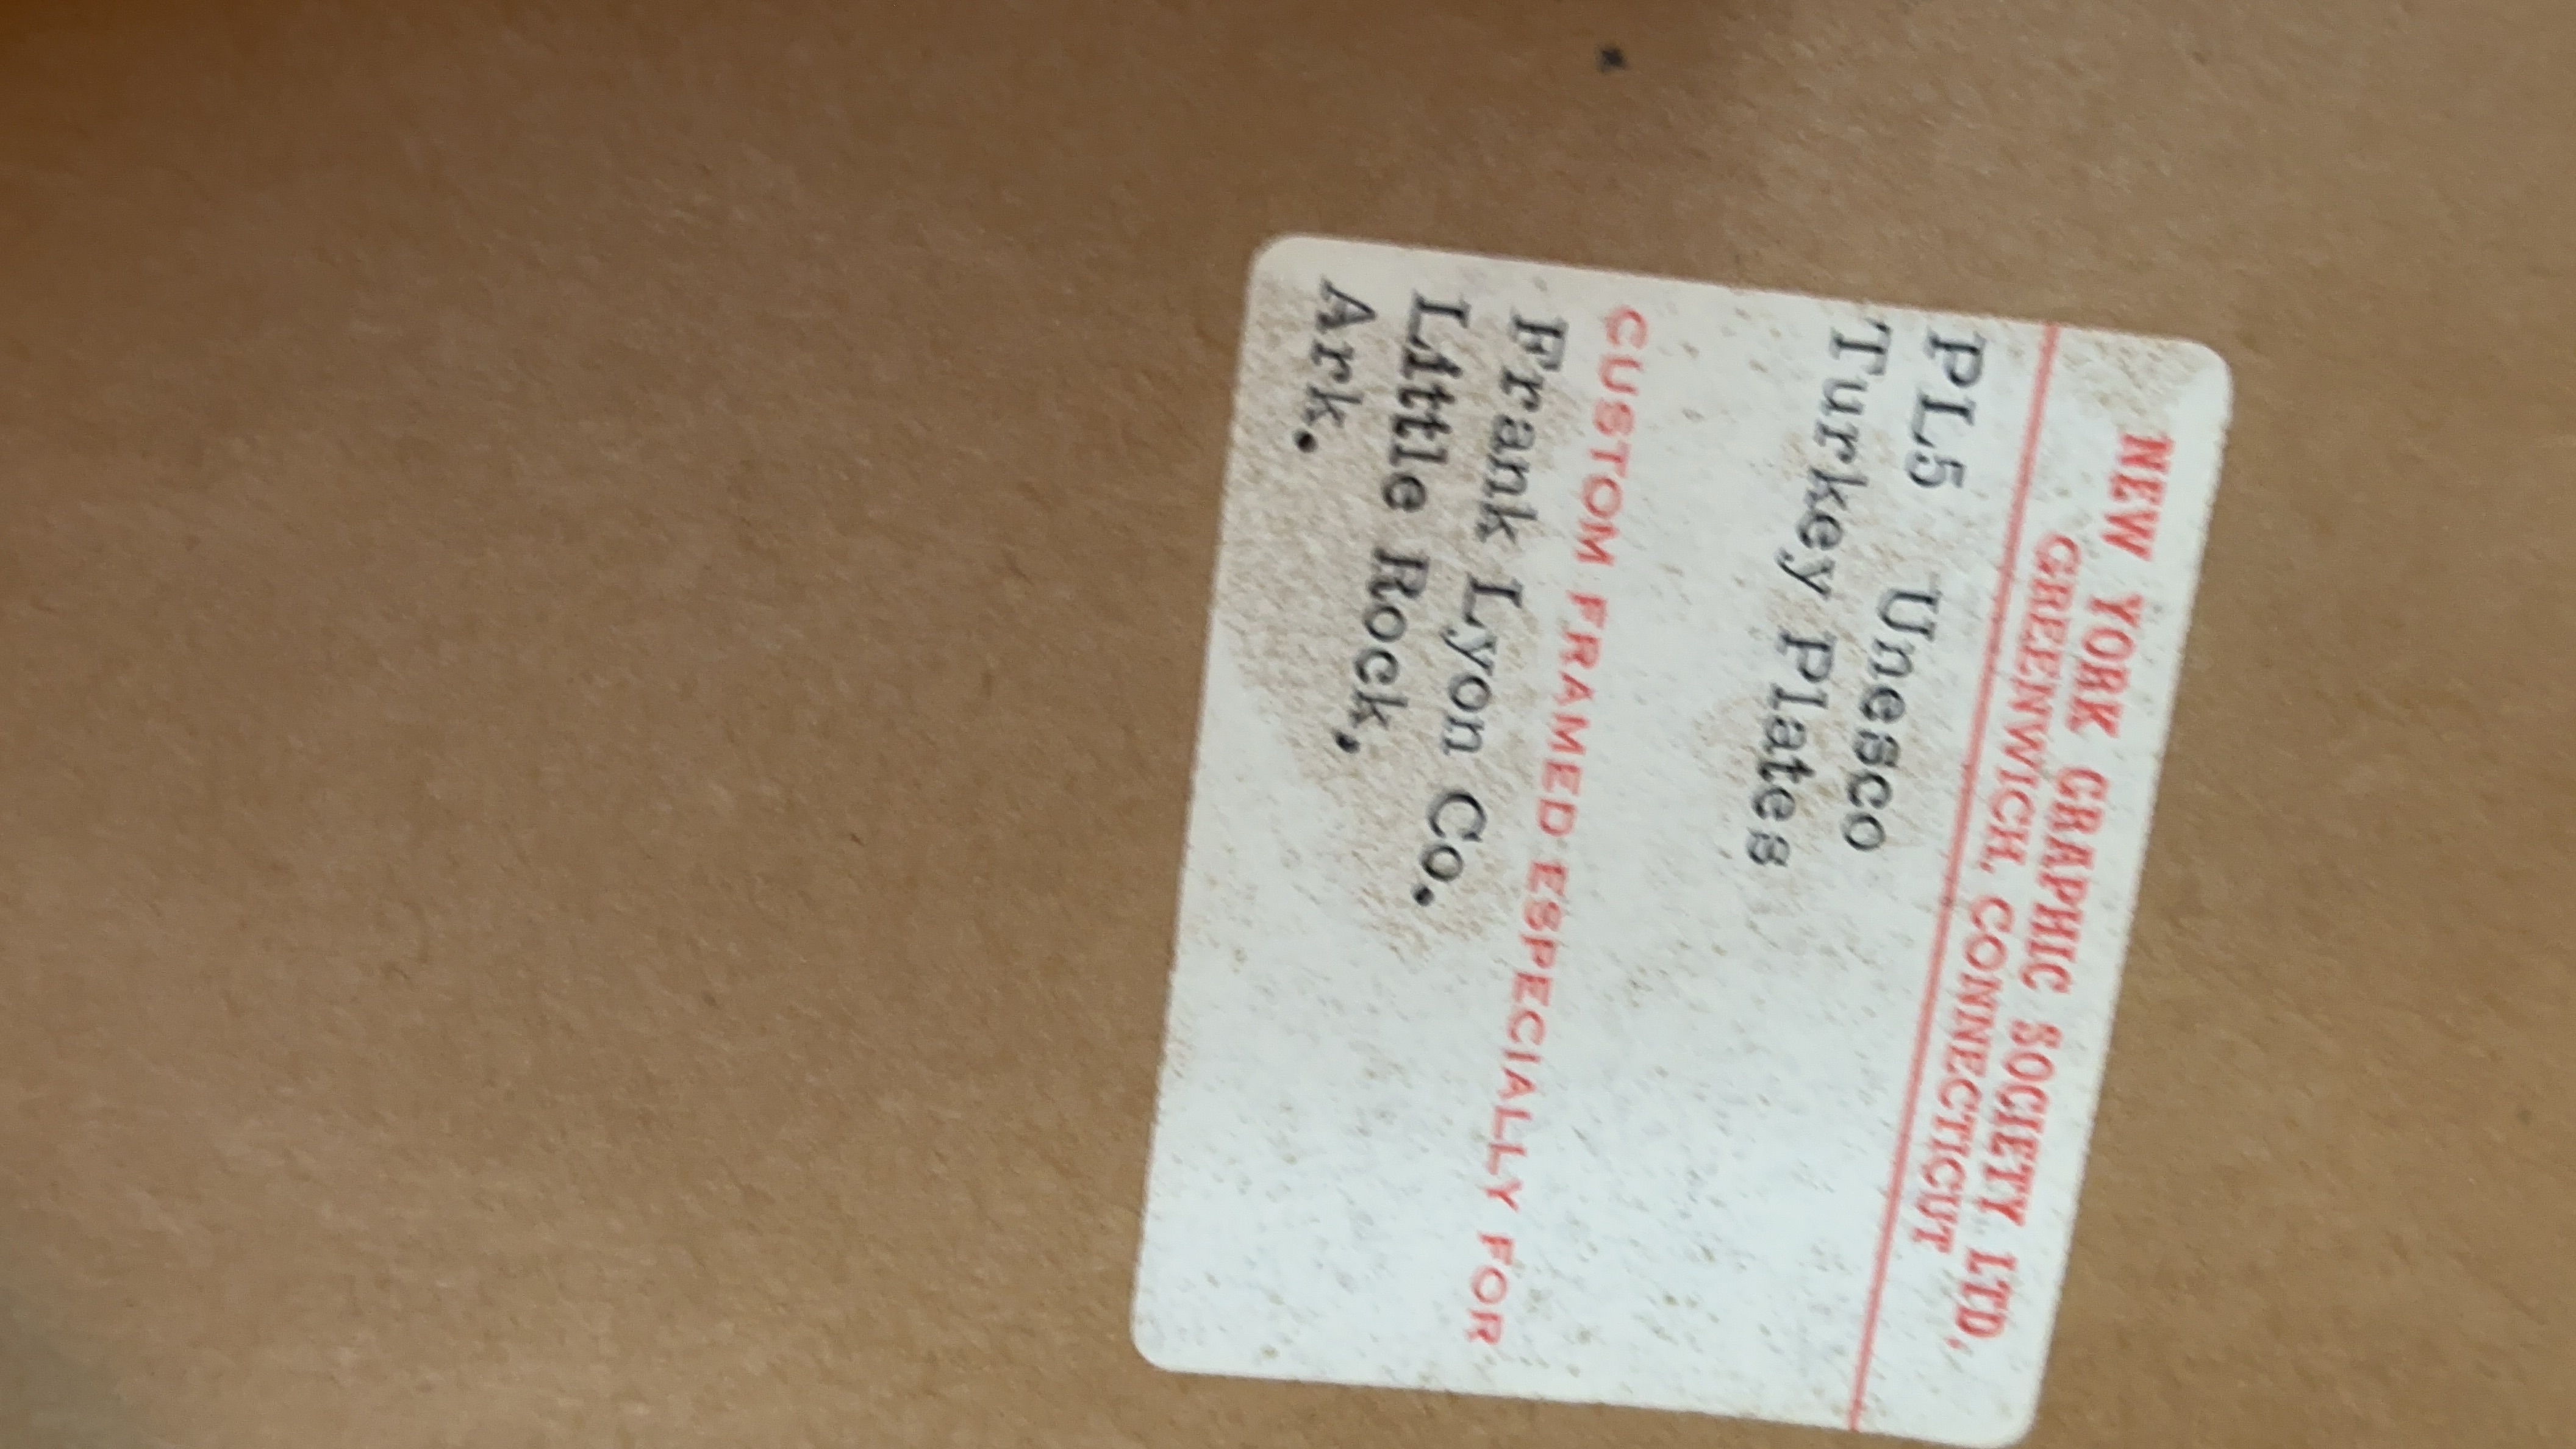 NEW YORK GRAPHIC SOCIETY LTD.
GREENWICH, CONNECTICUT
PL5 Unesco
Turkey Plates
CUSTOM FRAMED ESPECIALLY FOR
Frank Lyon Co.
Little Rock,
Ark.